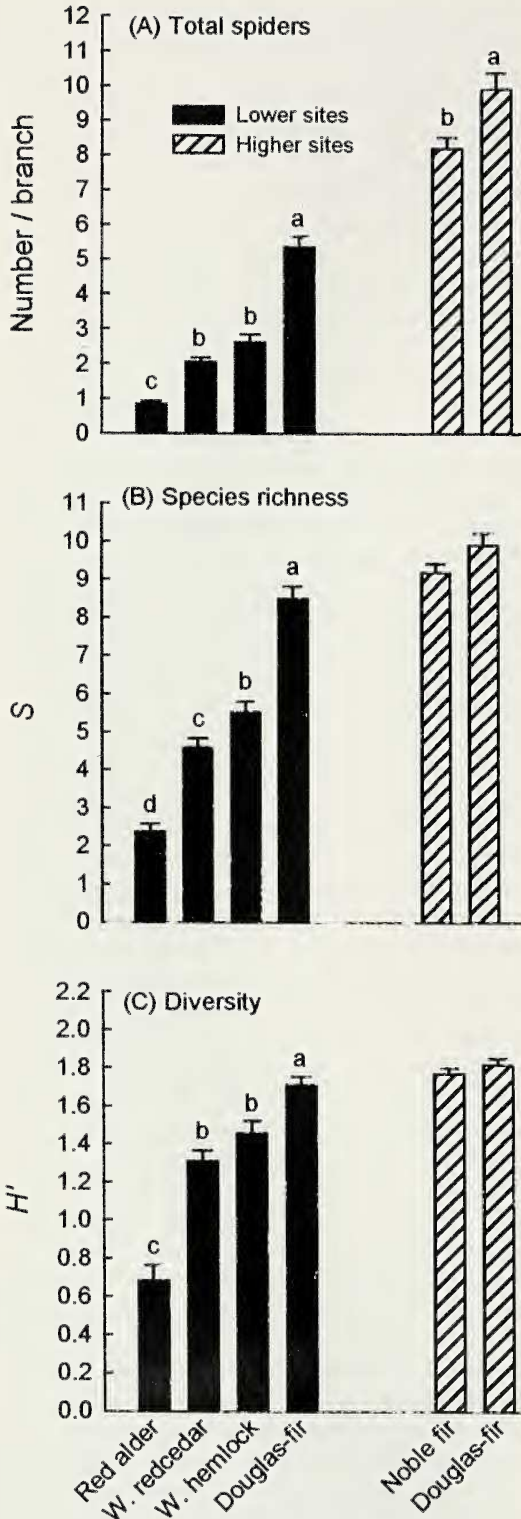 (A) Total spiders
Number / branch
12
11
10
9
8
7
6
5
4
3
2
1
0
Lower sites
Higher sites
c
b
b
a
b
a
(B) Species richness
S
10
9
8
7
6
5
4
3
2
1
0
d
c
b
a
(C) Diversity
H'
2.2
2.0
1.8
1.6
1.4
1.2
1.0
0.8
0.6
0.4
0.2
0.0
c
b
b
a
Red alder
W. redcedar
W. hemlock
Douglas-fir
Noble fir
Douglas-fir